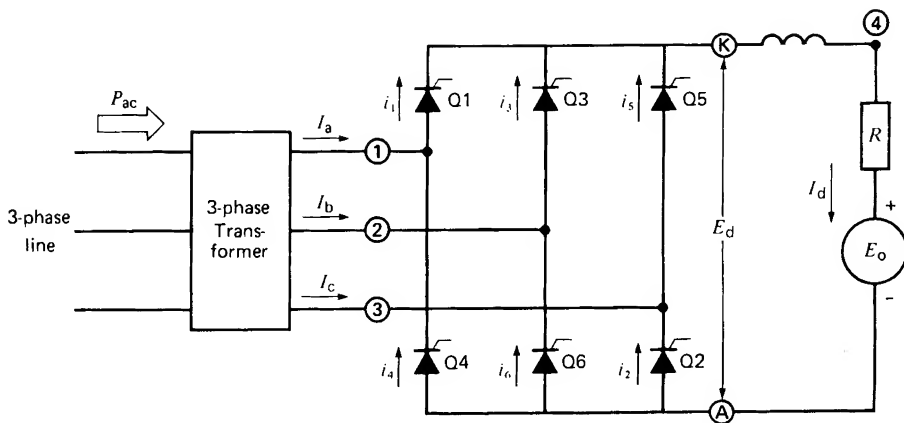 4
K
P_ac
i_1
Q1
i_3
Q3
i_5
Q5
I_a
1
R
3-phase
line
3-phase
Trans-
former
I_b
2
E_d
I_d
+
E_o
-
I_c
3
i_4
Q4
i_6
Q6
i_2
Q2
A